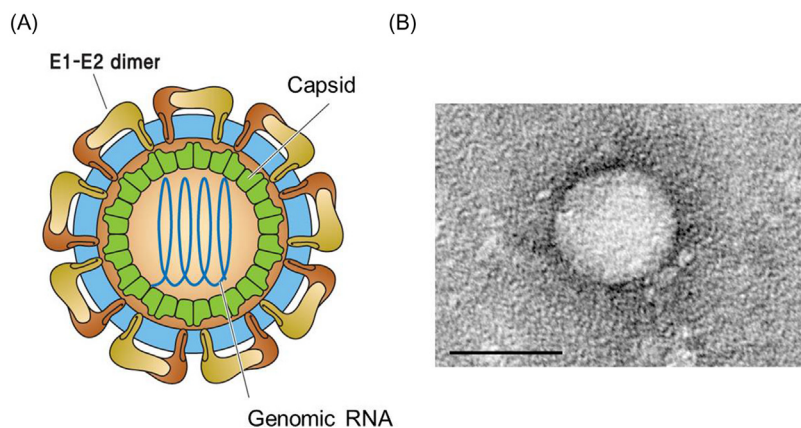 (A)
(B)
E1-E2 dimer
Capsid
Genomic RNA